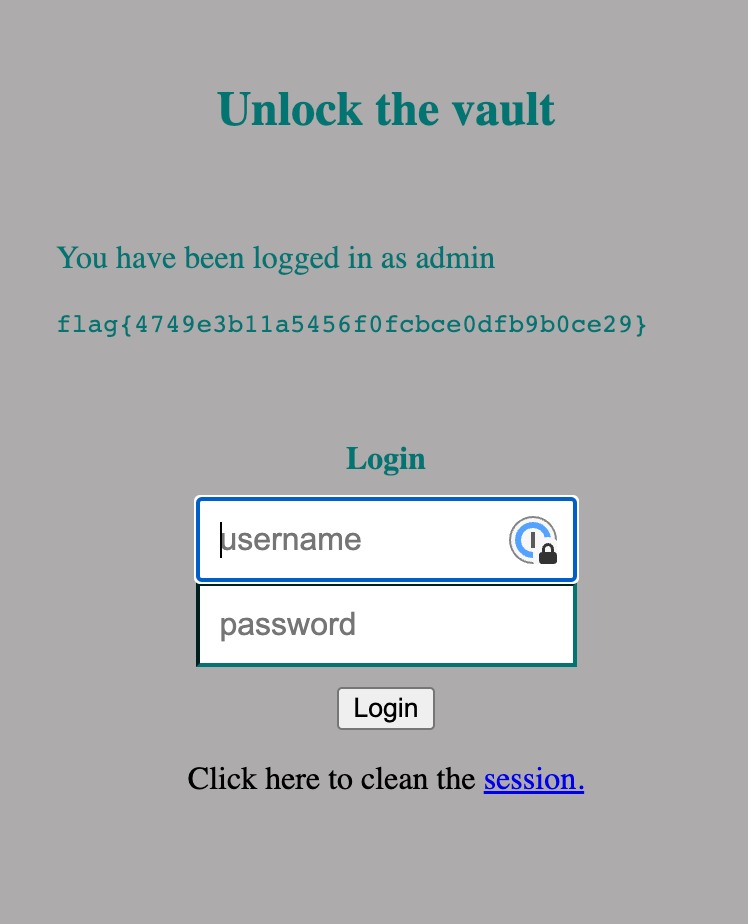 Unlock the vault
You have been logged in as admin
flag{4749e3b11a5456f0fcbce0dfb9b0ce29}
Login
username
password
Login
Click here to clean the session.